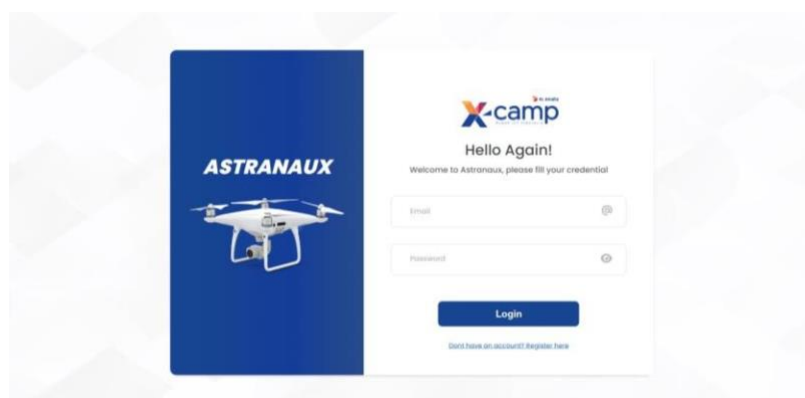 ASTRANAUX
X-camp
Hello Again!
Welcome to Astronaux, please fill your credential
Email
Password
Login
Dont have an account? Register here